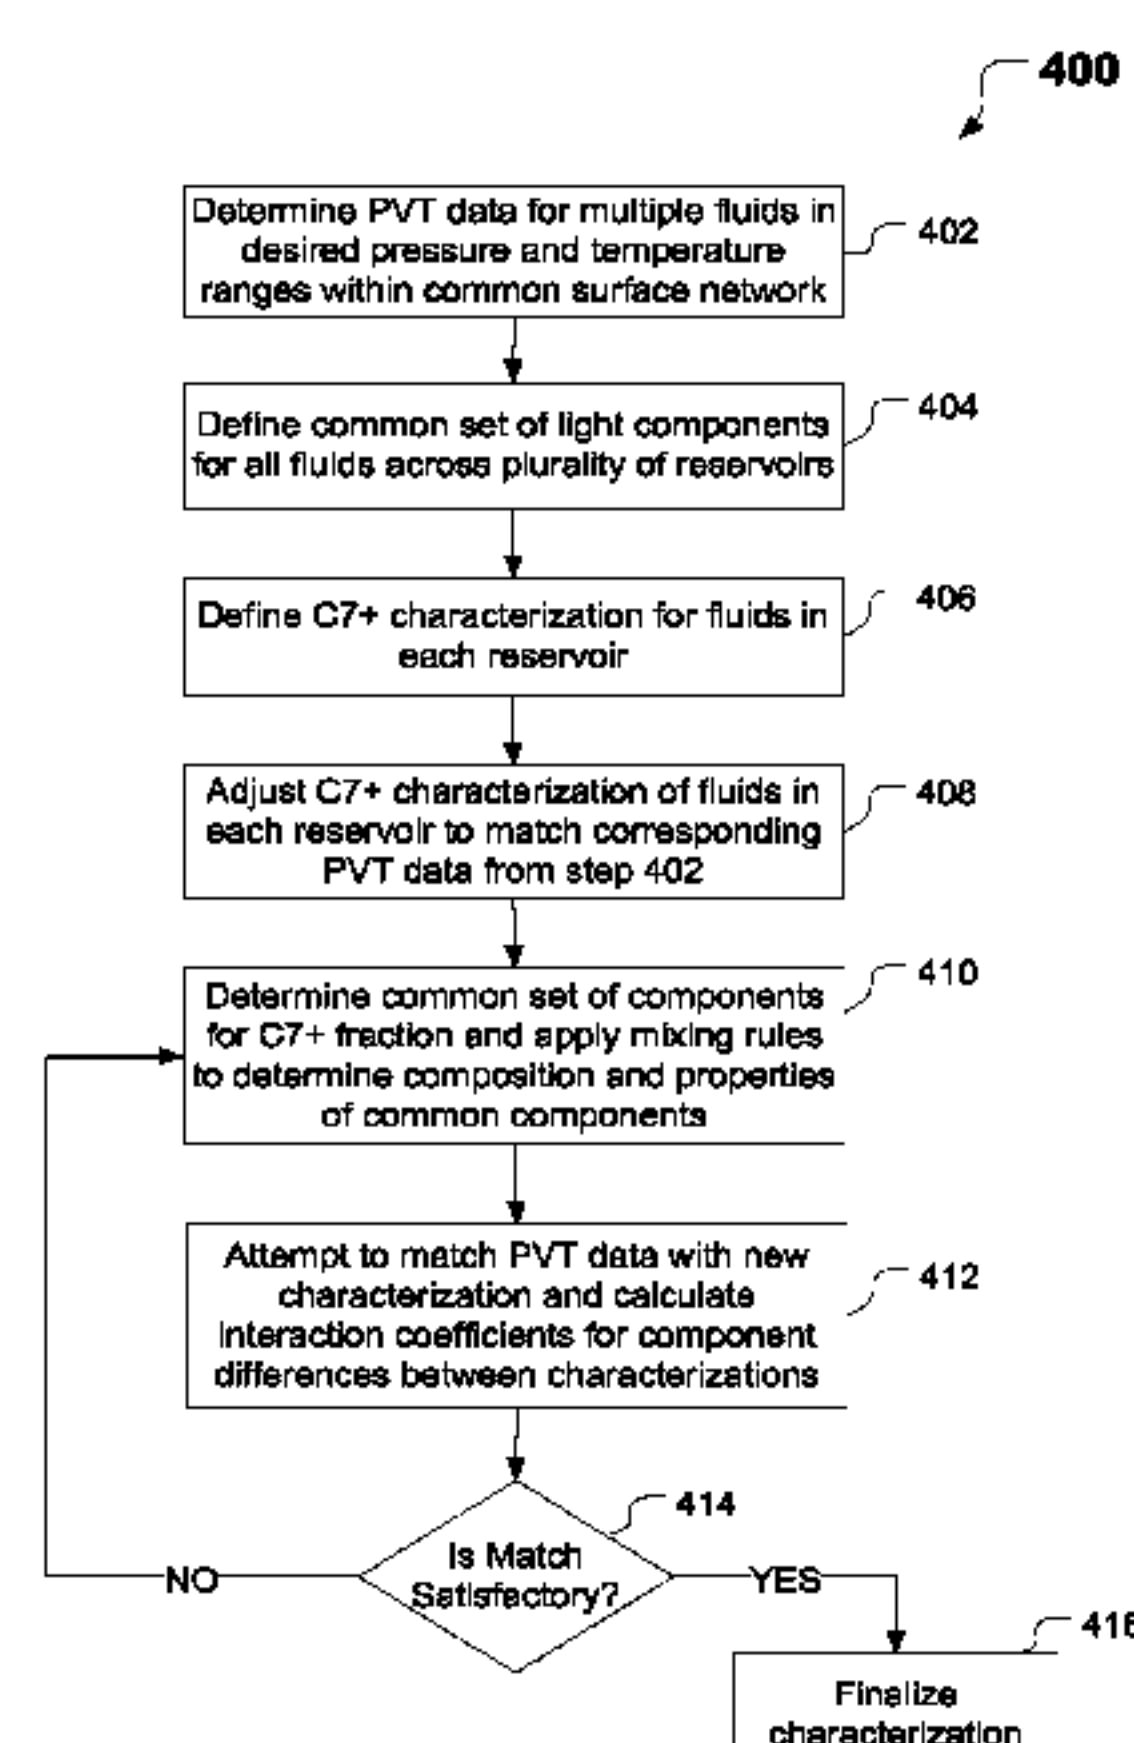 400
Determine PVT data for multiple fluids in
desired pressure and temperature
ranges within common surface network
402
Define common set of light components
for all fluids across plurality of reservoirs
404
Define C7+ characterization for fluids in
each reservoir
406
Adjust C7+ characterization of fluids in
each reservoir to match corresponding
PVT data from step 402
408
Determine common set of components
for C7+ fraction and apply mixing rules
to determine composition and properties
of common components
410
Attempt to match PVT data with new
characterization and calculate
interaction coefficients for component
differences between characterizations
412
414
Is Match
Satisfactory?
NO
YES
Finalize
characterization